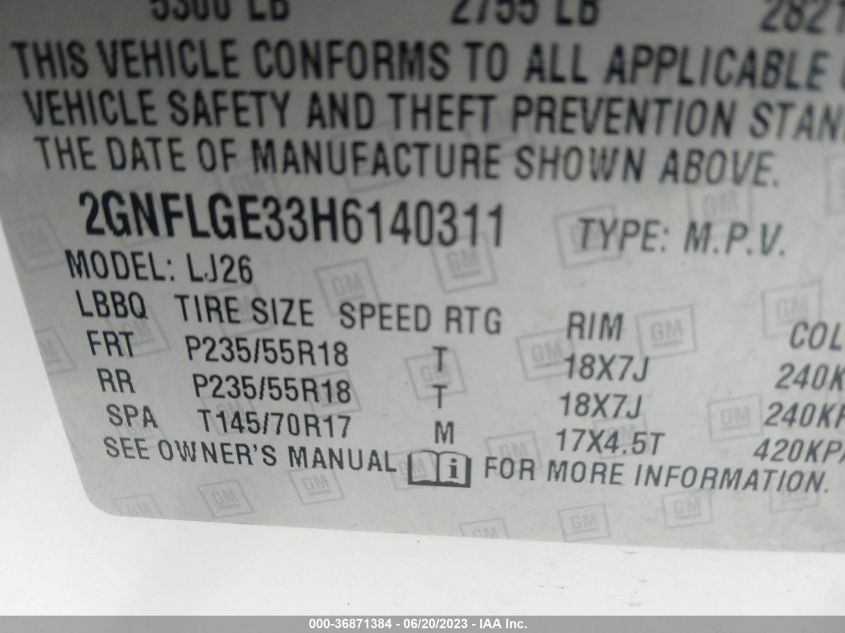 5300 LB 2755 LB 2821
THIS VEHICLE CONFORMS TO ALL APPLICABLE
VEHICLE SAFETY AND THEFT PREVENTION STAN
THE DATE OF MANUFACTURE SHOWN ABOVE.
2GNFLGE33H6140311 TYPE: M.P.V.
MODEL: LJ26
LBBQ TIRE SIZE SPEED RTG RIM COL
FRT P235/55R18 T 18X7J 240K
RR P235/55R18 T 18X7J 240KP
SPA T145/70R17 M 17X4.5T 420KPA
SEE OWNER'S MANUAL i FOR MORE INFORMATION.
000-36871384 - 06/20/2023 - IAA Inc.